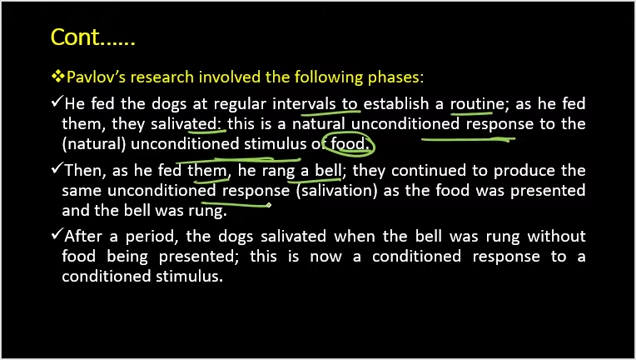 Cont......
❖Pavlov's research involved the following phases:
✓He fed the dogs at regular intervals to establish a routine; as he fed
them, they salivated: this is a natural unconditioned response to the
(natural) unconditioned stimulus of food.
✓Then, as he fed them, he rang a bell; they continued to produce the
same unconditioned response (salivation) as the food was presented
and the bell was rung.
✓After a period, the dogs salivated when the bell was rung without
food being presented; this is now a conditioned response to a
conditioned stimulus.